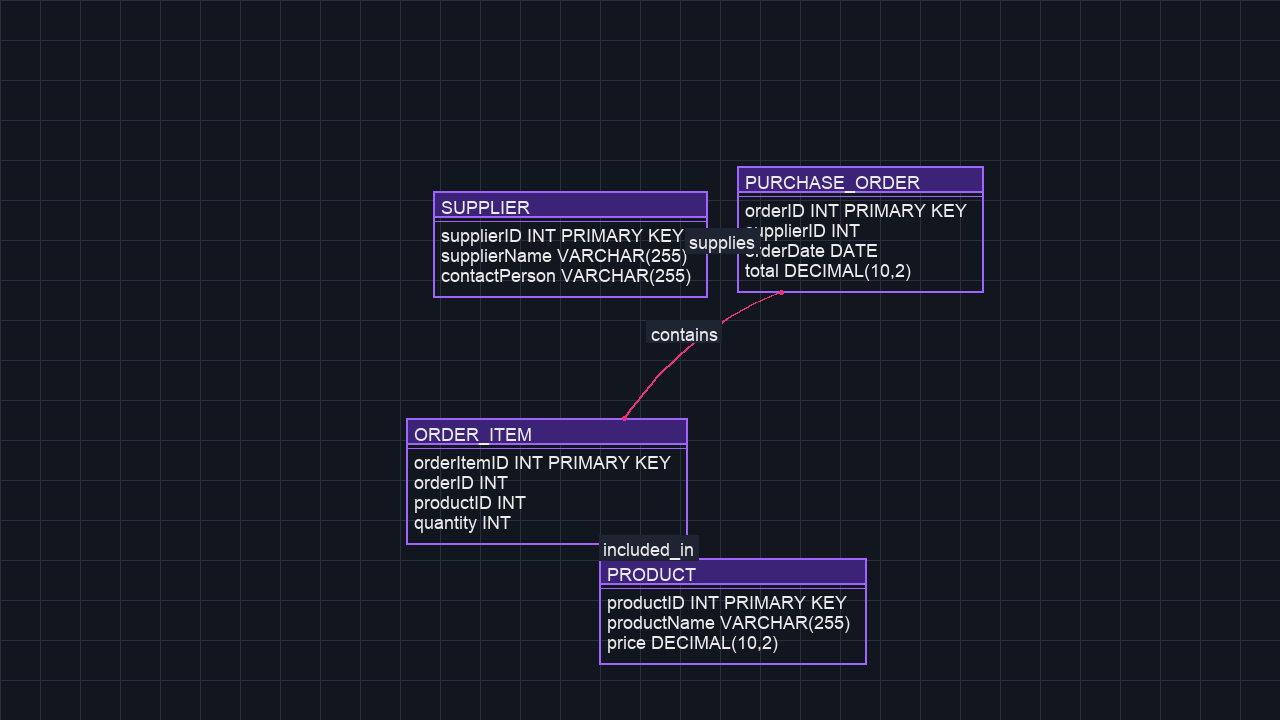 SUPPLIER
supplierID INT PRIMARY KEY
supplierName VARCHAR(255)
contactPerson VARCHAR(255)
supplies
PURCHASE_ORDER
orderID INT PRIMARY KEY
supplierID INT
orderDate DATE
total DECIMAL(10,2)
contains
ORDER_ITEM
orderItemID INT PRIMARY KEY
orderID INT
productID INT
quantity INT
included_in
PRODUCT
productID INT PRIMARY KEY
productName VARCHAR(255)
price DECIMAL(10,2)